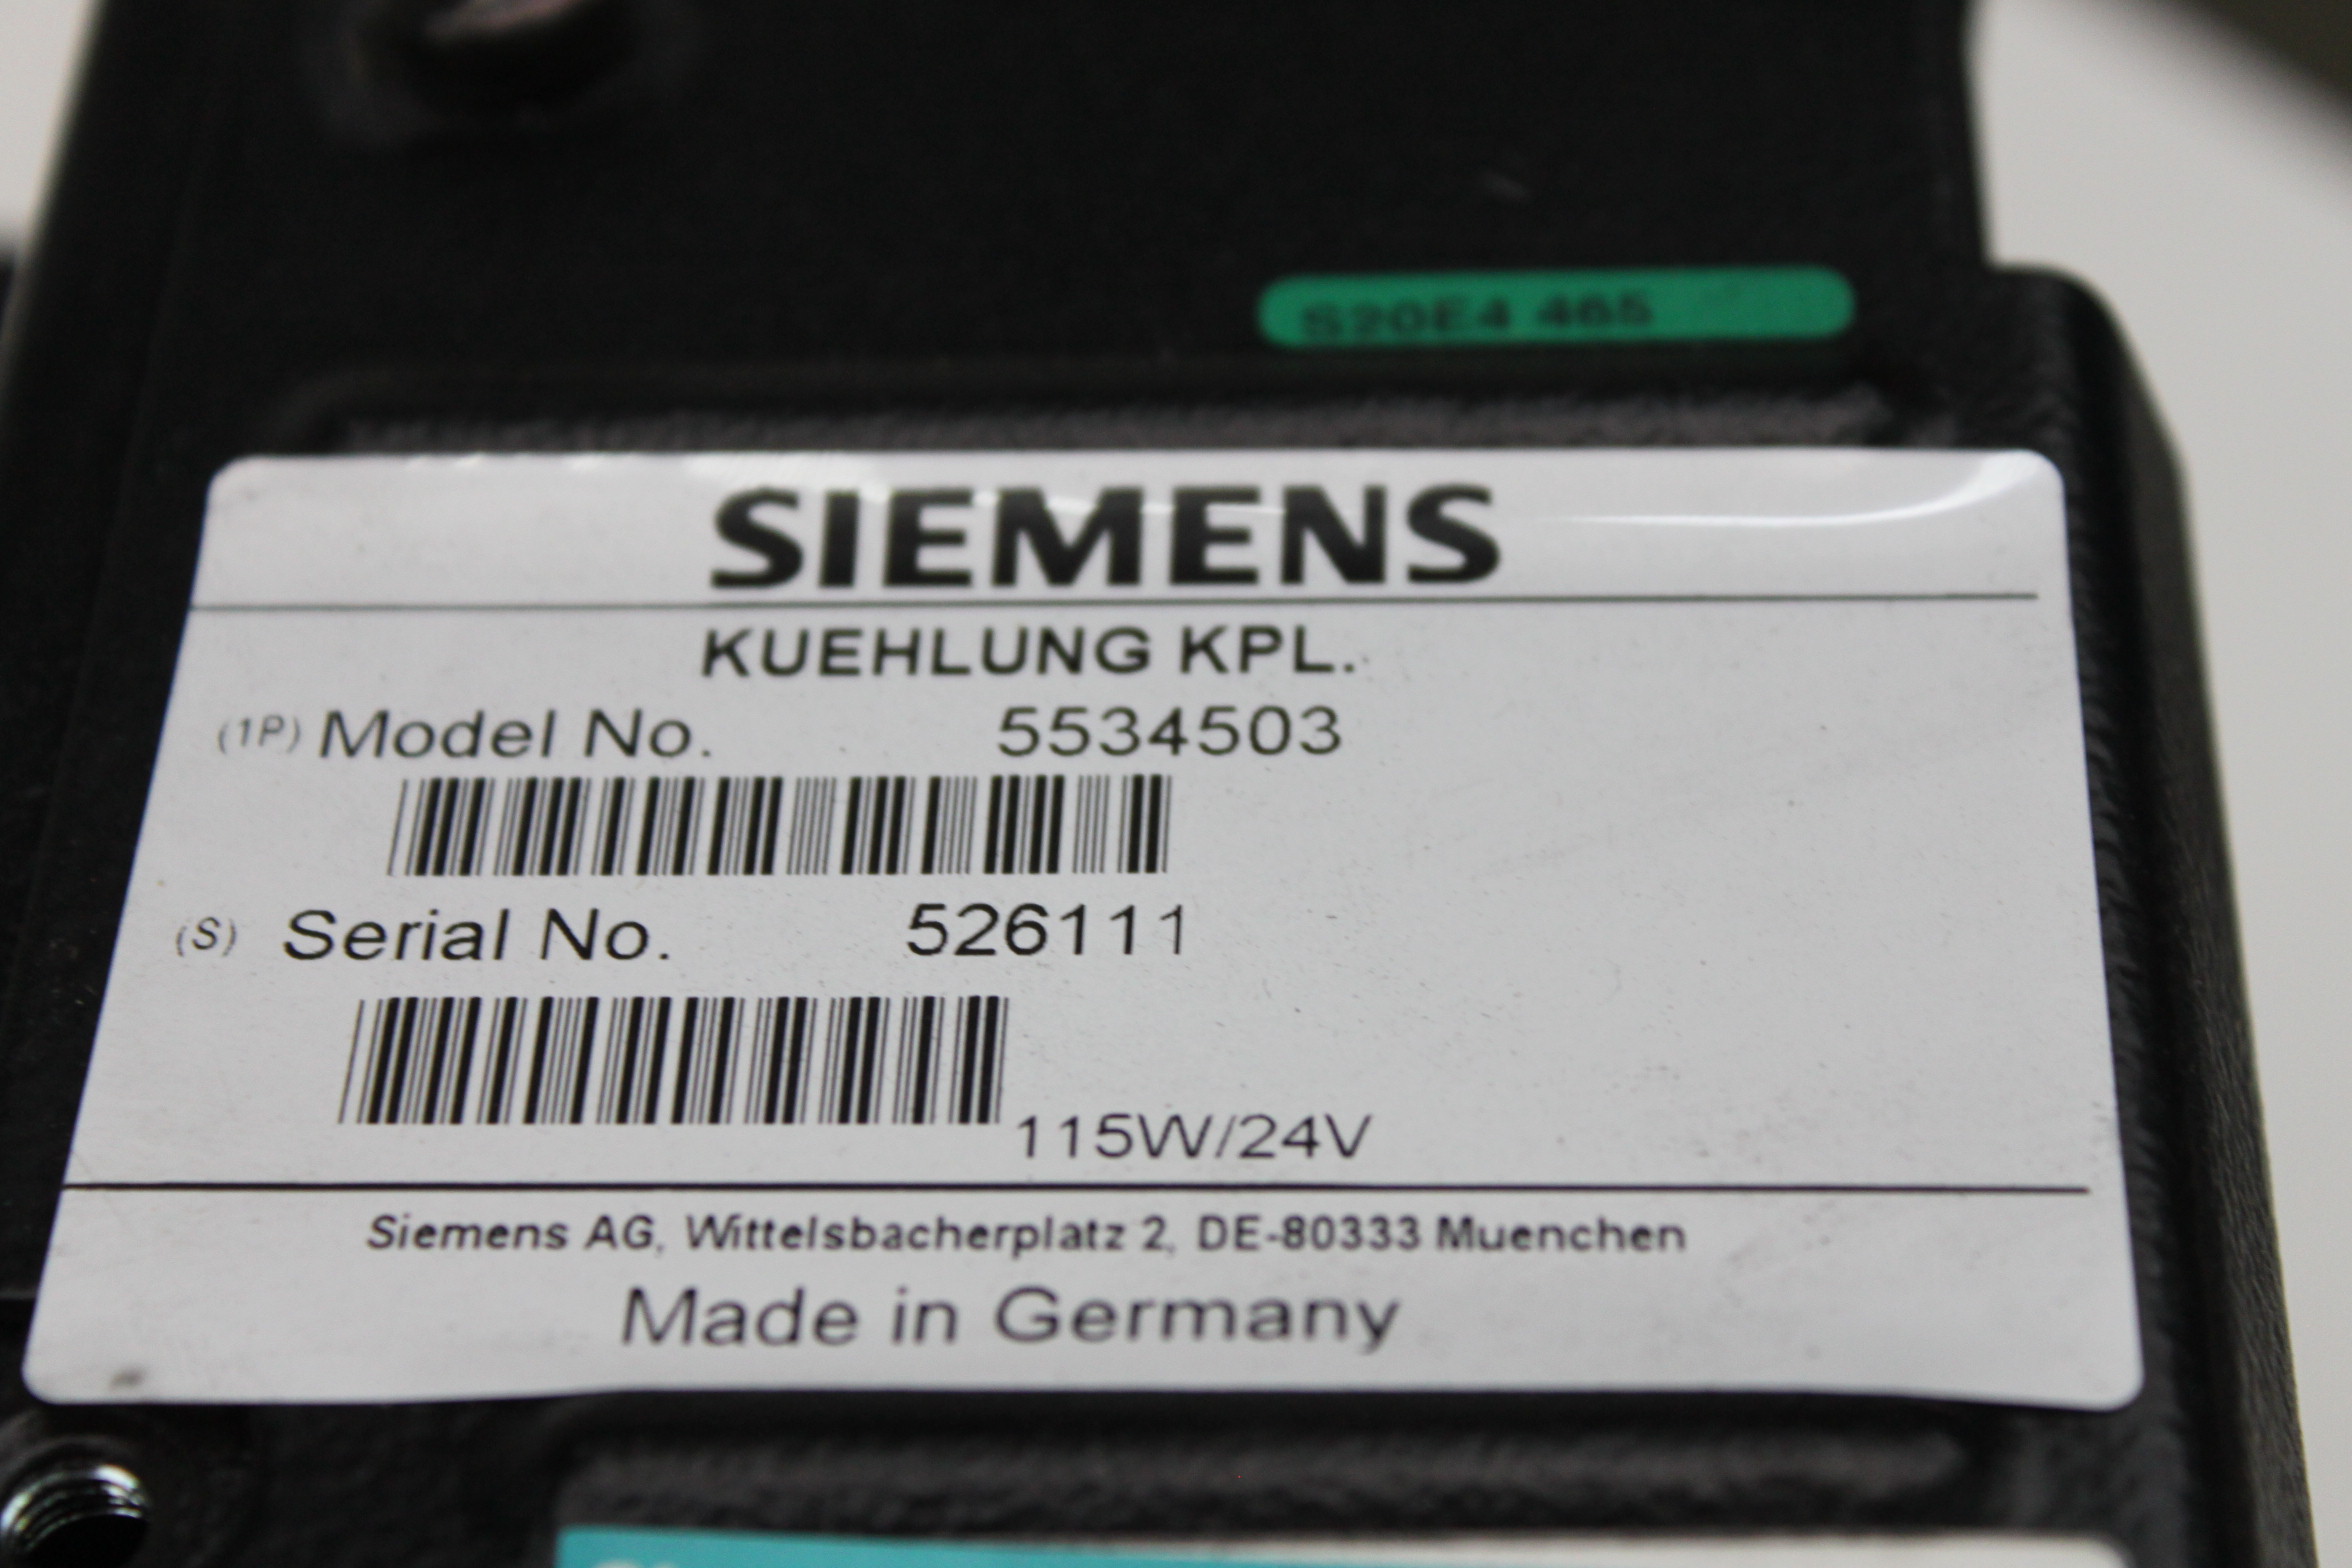 S20E4 465
SIEMENS
KUEHLUNG KPL.
(1P) Model No. 5534503
(S) Serial No. 526111
115W/24V
Siemens AG, Wittelsbacherplatz 2, DE-80333 Muenchen
Made in Germany